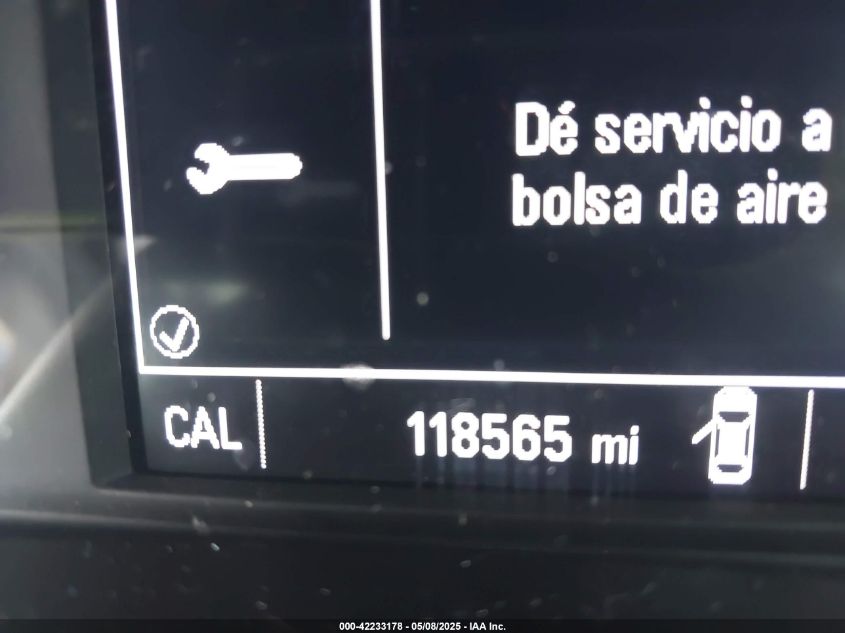 Dé servicio a
bolsa de aire
CAL
118565 mi
000-42233178 - 05/08/2025 - IAA Inc.